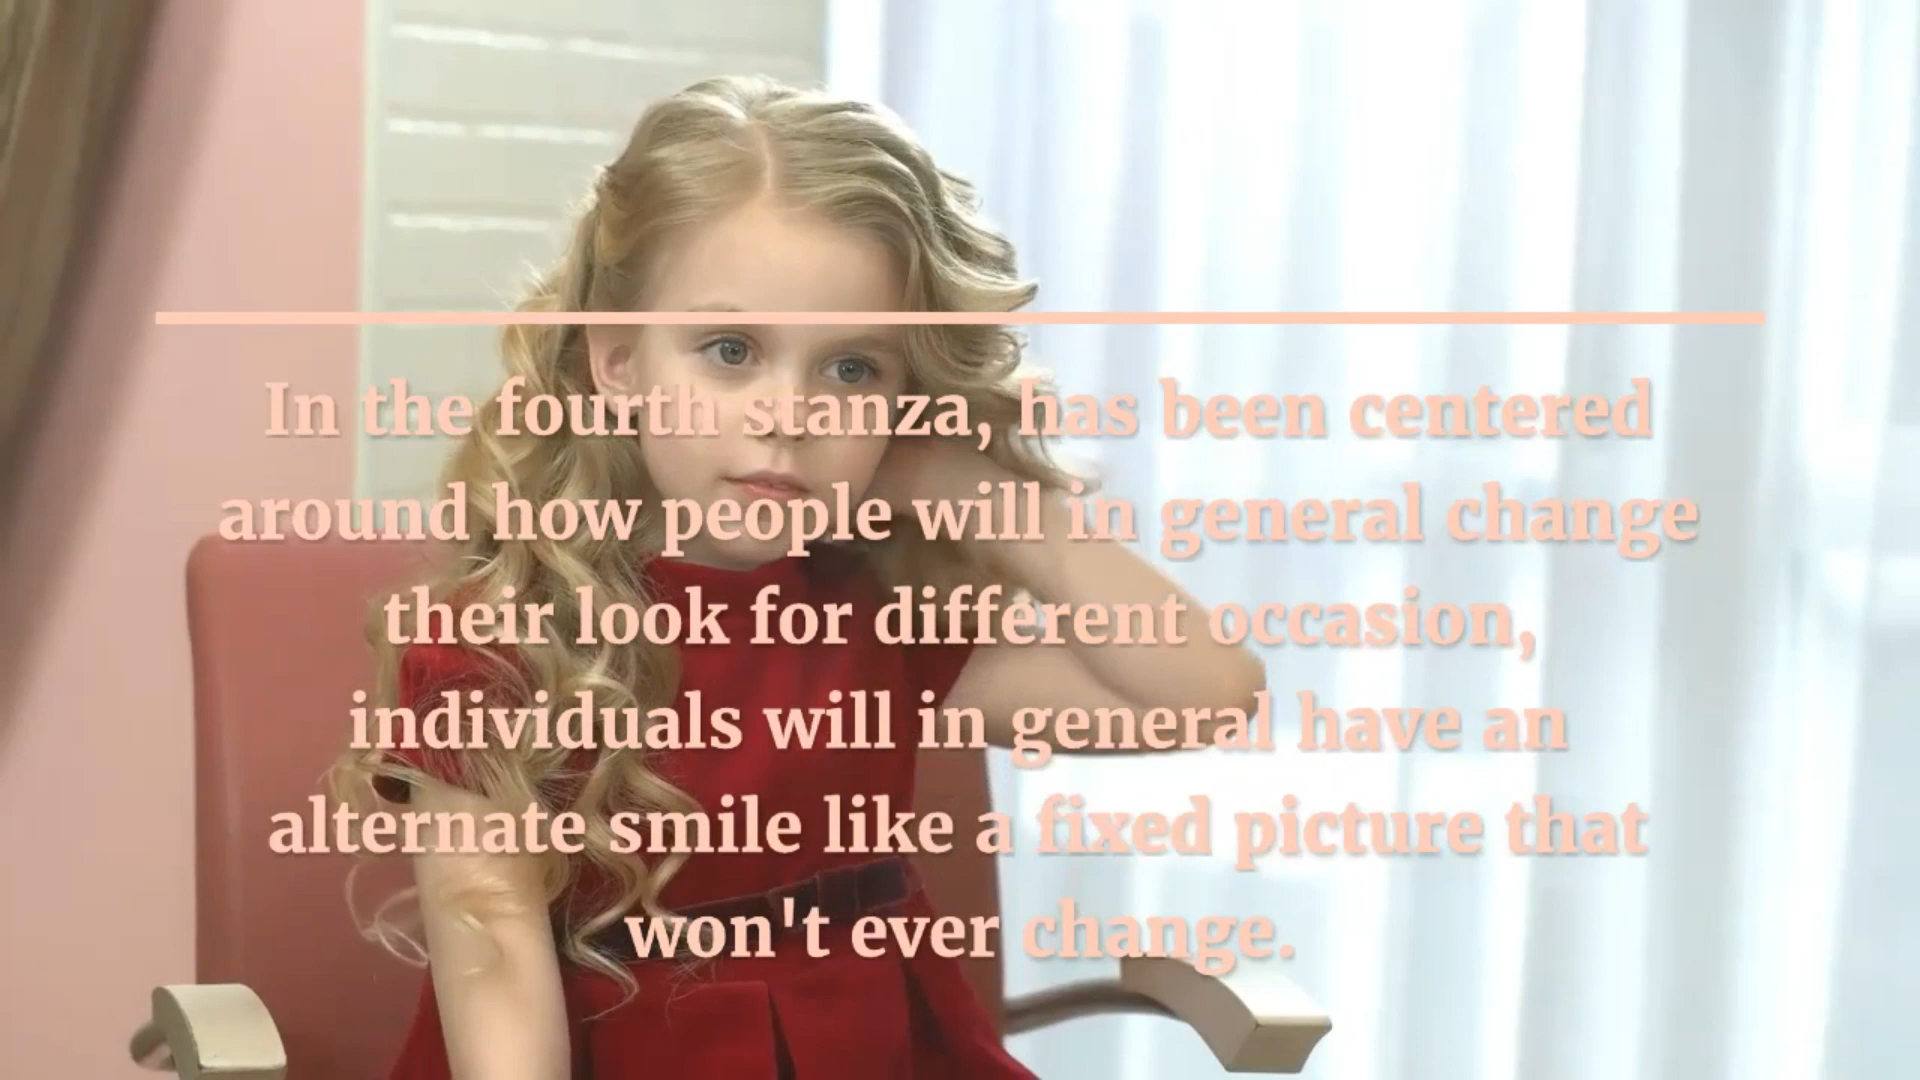 In the fourth stanza, has been centered
around how people will in general change
their look for different occasion,
individuals will in general have an
alternate smile like a fixed picture that
won't ever change.